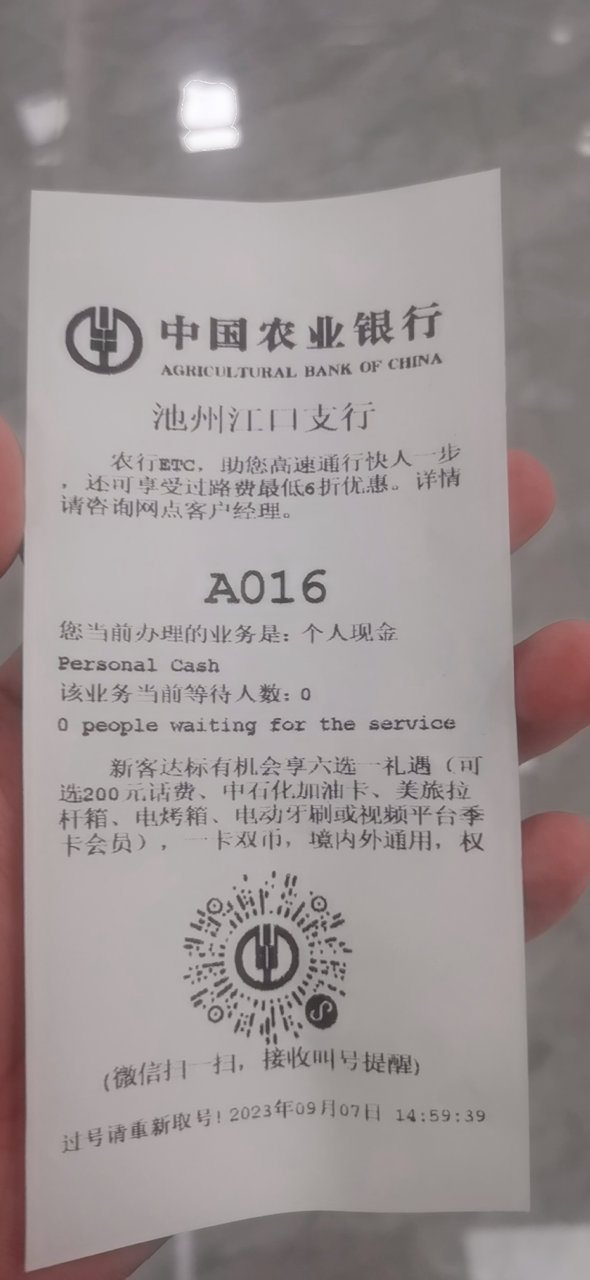 中国农业银行
AGRICULTURAL BANK OF CHINA
池州江口支行
农行ETC，助您高速通行快人一步
，还可享受过路费最低6折优惠。详情
请咨询网点客户经理。
A016
您当前办理的业务是：个人现金
Personal Cash
该业务当前等待人数：0
0 people waiting for the service
新客达标有机会享六选一礼遇（可
选200元话费、中石化加油卡、美旅拉
杆箱、电烤箱、电动牙刷或视频平台季
卡会员），一卡双币，境内外通用，权
(微信扫一扫，接收叫号提醒)
过号请重新取号！2023年09月07日 14:59:39